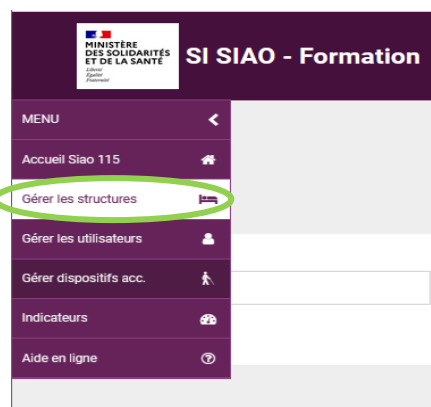 MINISTÈRE
DES SOLIDARITÉS
ET DE LA SANTÉ
Liberté
Égalité
Fraternité
SI SIAO - Formation
MENU
Accueil Siao 115
Gérer les structures
Gérer les utilisateurs
Gérer dispositifs acc.
Indicateurs
Aide en ligne